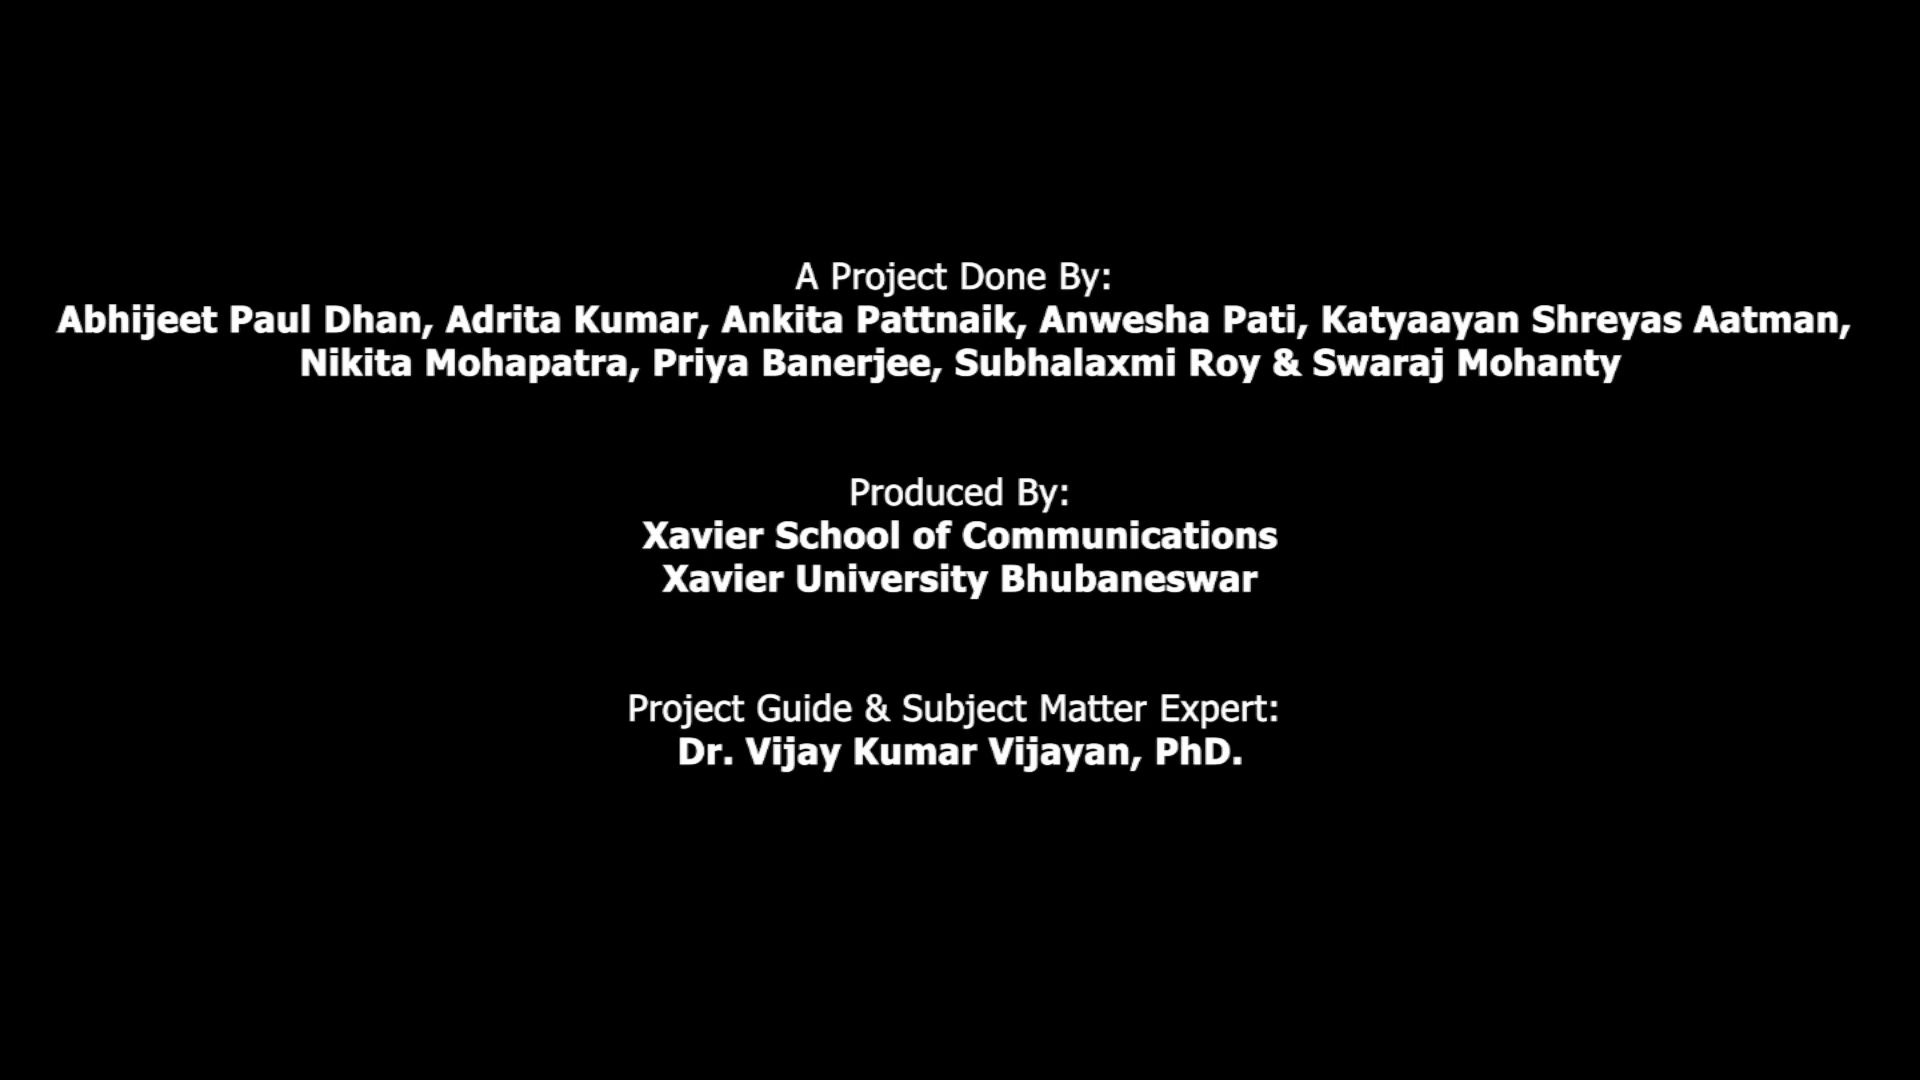 A Project Done By:
Abhijeet Paul Dhan, Adrita Kumar, Ankita Pattnaik, Anwesha Pati, Katyaayan Shreyas Aatman,
Nikita Mohapatra, Priya Banerjee, Subhalaxmi Roy & Swaraj Mohanty
Produced By:
Xavier School of Communications
Xavier University Bhubaneswar
Project Guide & Subject Matter Expert:
Dr. Vijay Kumar Vijayan, PhD.